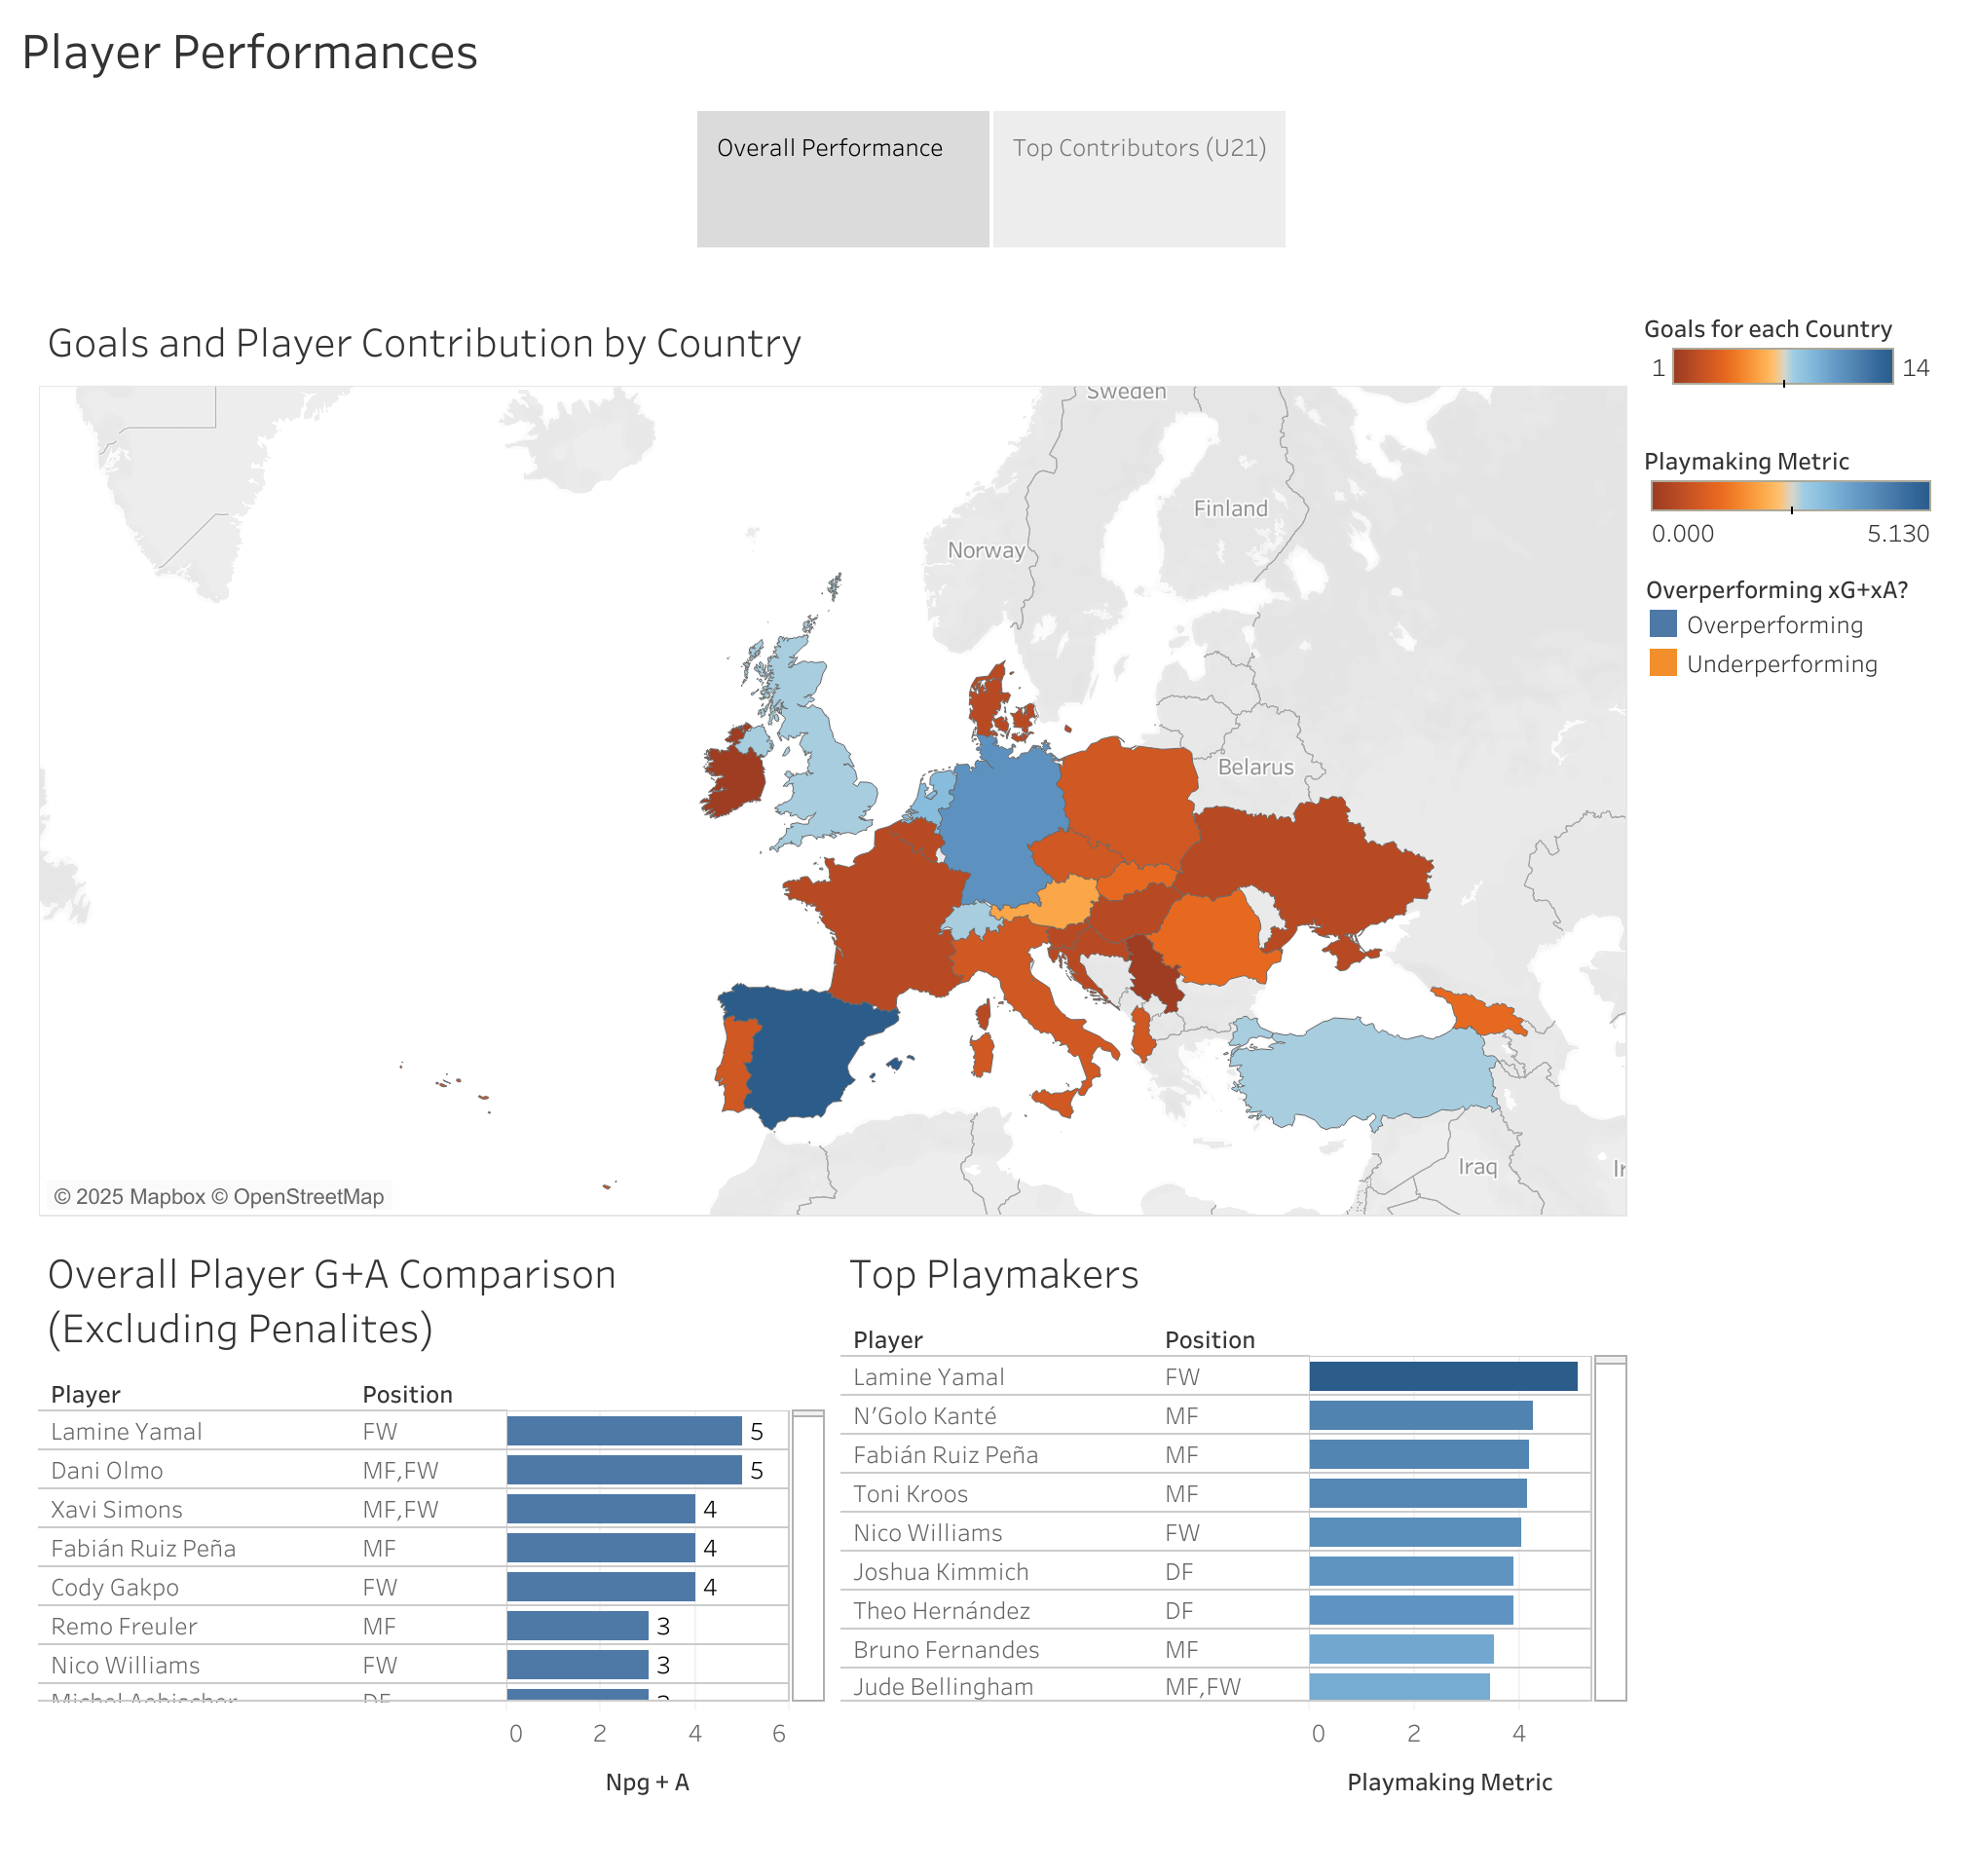 Player Performances
Overall Performance
Top Contributors (U21)
Goals and Player Contribution by Country
Goals for each Country
1 14
Playmaking Metric
0.000 5.130
Overperforming xG+xA?
Overperforming
Underperforming
Sweden
Finland
Norway
Belarus
Iraq
© 2025 Mapbox © OpenStreetMap
Overall Player G+A Comparison
(Excluding Penalites)
Player Position
Lamine Yamal FW 5
Dani Olmo MF,FW 5
Xavi Simons MF,FW 4
Fabián Ruiz Peña MF 4
Cody Gakpo FW 4
Remo Freuler MF 3
Nico Williams FW 3
0 2 4 6
Npg + A
Top Playmakers
Player Position
Lamine Yamal FW
N’Golo Kanté MF
Fabián Ruiz Peña MF
Toni Kroos MF
Nico Williams FW
Joshua Kimmich DF
Theo Hernández DF
Bruno Fernandes MF
Jude Bellingham MF,FW
0 2 4
Playmaking Metric